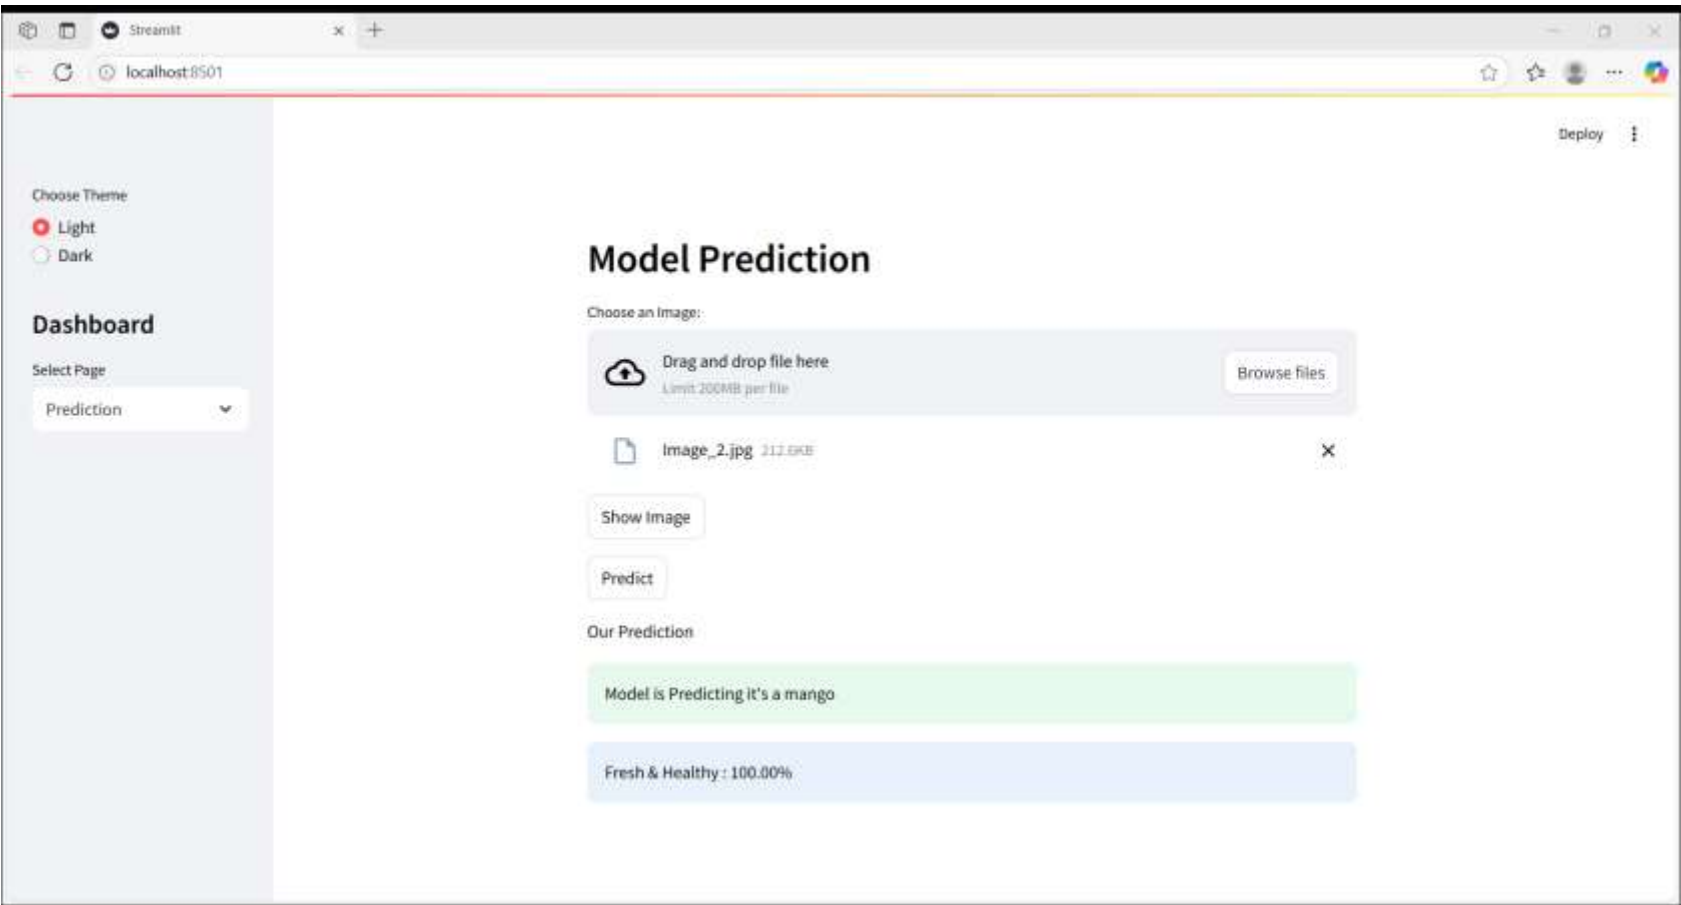 Streamlit
localhost:8501
Deploy
Choose Theme
Light
Dark
Dashboard
Select Page
Prediction
Model Prediction
Choose an Image:
Drag and drop file here
Limit 200MB per file
Browse files
Image_2.jpg 212.6KB
Show Image
Predict
Our Prediction
Model is Predicting it's a mango
Fresh & Healthy : 100.00%